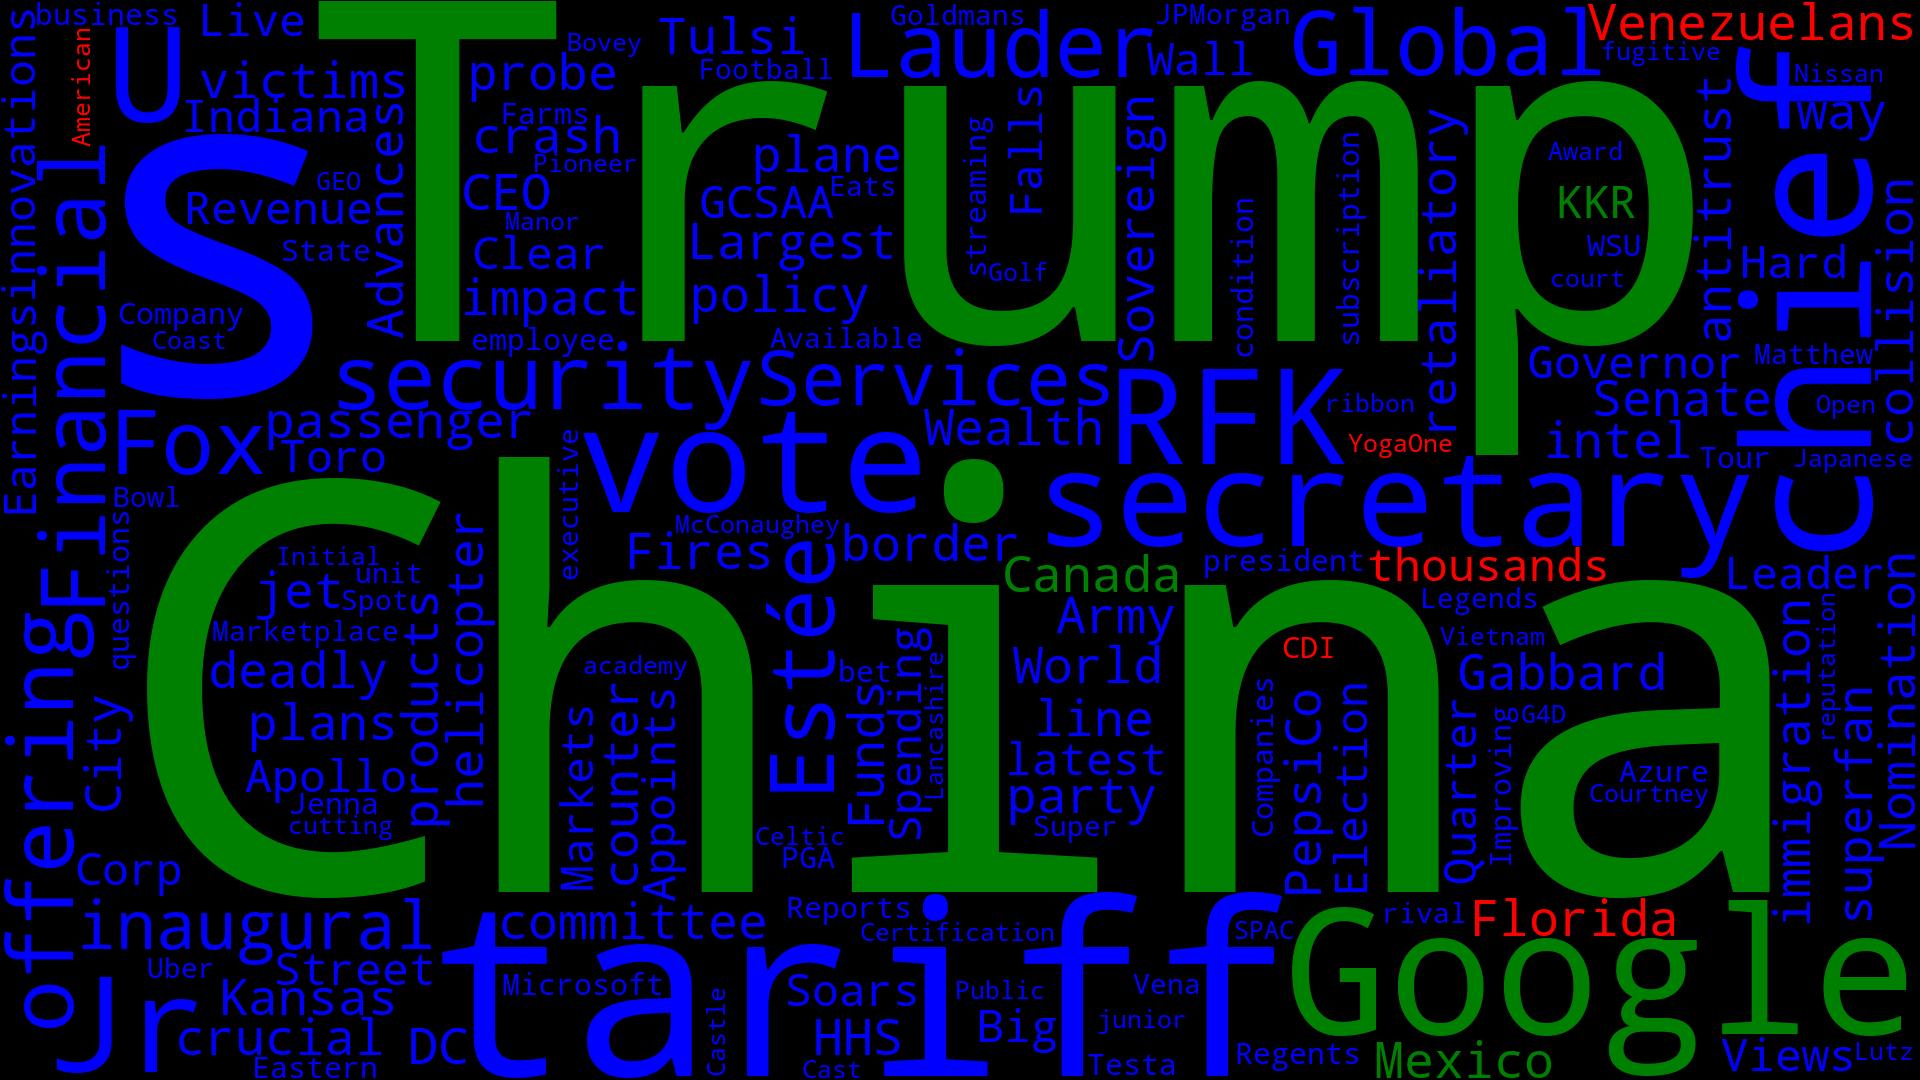 business
Live
Trump
Bovey
Tulsi
Goldmans
JPMorgan
Venezuelans
American
U
victims
probe
Football
Lauder
Wall
Global
fugitive
Nissan
Way
Indiana
Farms
crash
Pioneer
plane
Eats
Falls
Award
KKR
WSU
court
GEO
Revenue
State
CEO
Manor
GCSAA
Clear
Largest
Golf
streaming
Sovereign
condition
subscription
retaliatory
antitrust
chief
Hard
collision
Earnings
innovations
Financial
S
Advances
Company
Coast
impact
policy
employee
Available
security
Services
RFK
ribbon
YogaOne
Governor
Matthew
Senate
Open
intel
Tour
Japanese
Fox
passenger
Toro
vote
Wealth
secretary
Bowl
questions
executive
McConaughey
Fires
border
Canada
president
thousands
Leader
China
Initial
jet
unit
Spot
Estée
Army
Legends
Marketplace
deadly
products
helicopter
academy
bet
World
CDI
Vietnam
Gabbard
offering
City
plans
Apollo
Jenna
cutting
Markets
counter
Appoints
Funds
Spending
Lancashire
line
latest
party
Super
Companies
PepsiCo
Election
Quarter
Improving
G4D
Azure
Courtney
immigration
reputation
superfan
Nomination
Celtic
PGA
Corp
inaugural
committee
Reports
Certification
SPAC
rival
Florida
Uber
Street
tariff
Microsoft
Soars
Public
Vena
Google
Jr
Kansas
crucial
DC
Castle
HHS
Big
junior
Eastern
Cast
Testa
Regents
Mexico
Views
Lutz